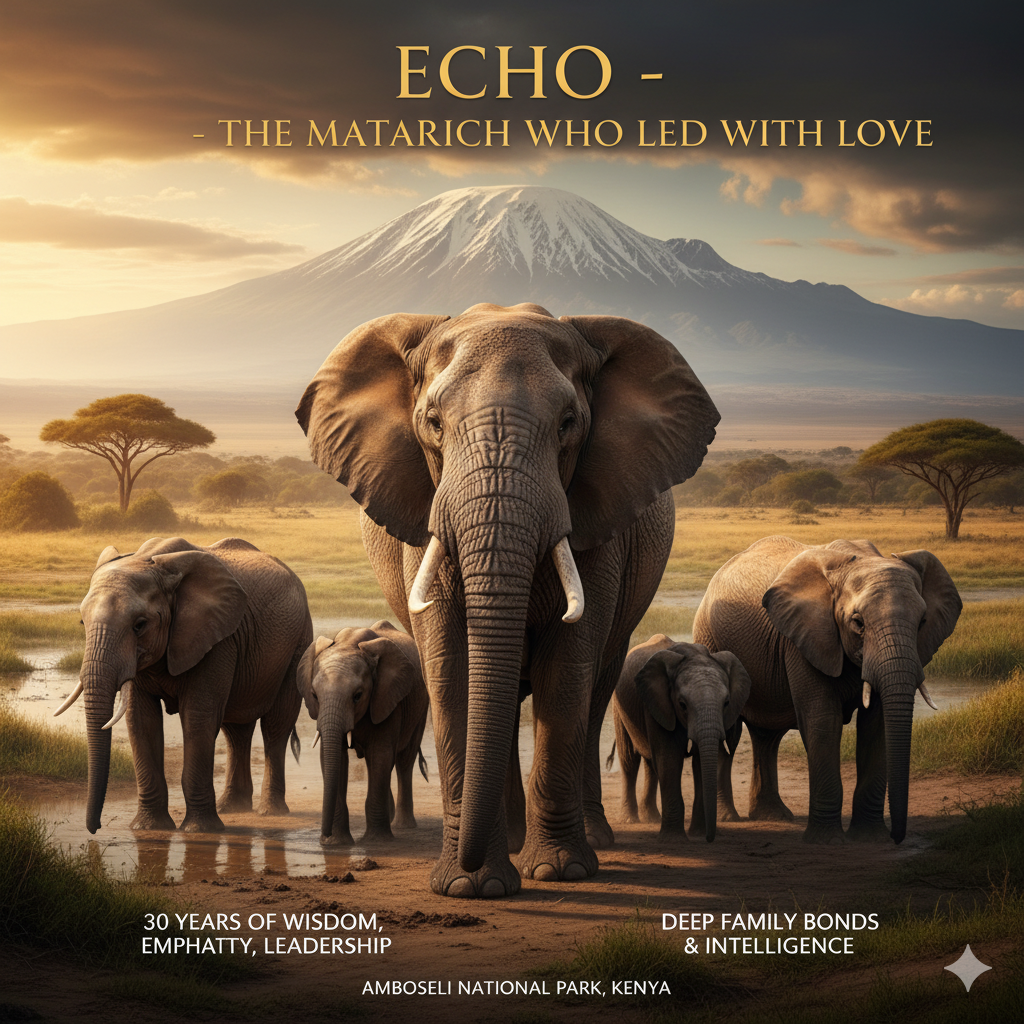 ECHO -
- THE MATARICH WHO LED WITH LOVE
30 YEARS OF WISDOM,
EMPHATTY, LEADERSHIP
DEEP FAMILY BONDS
& INTELLIGENCE
AMBOSELI NATIONAL PARK, KENYA